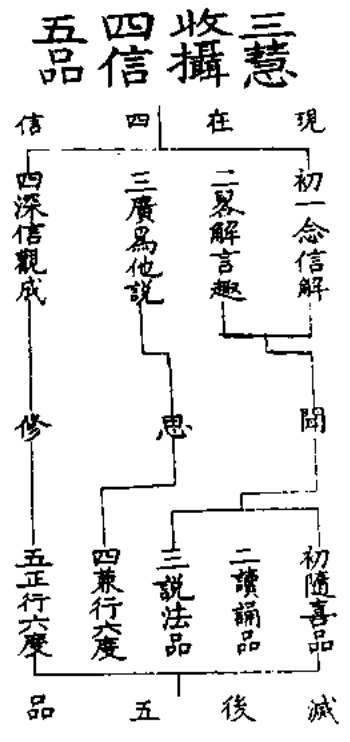 三慧
收攝
四信
五品
現在四信
初一念信解
二畧解言趣
三廣爲他説
四深信觀成
聞
思
修
初隨喜品
二讀誦品
三説法品
四兼行六度
五正行六度
滅後五品